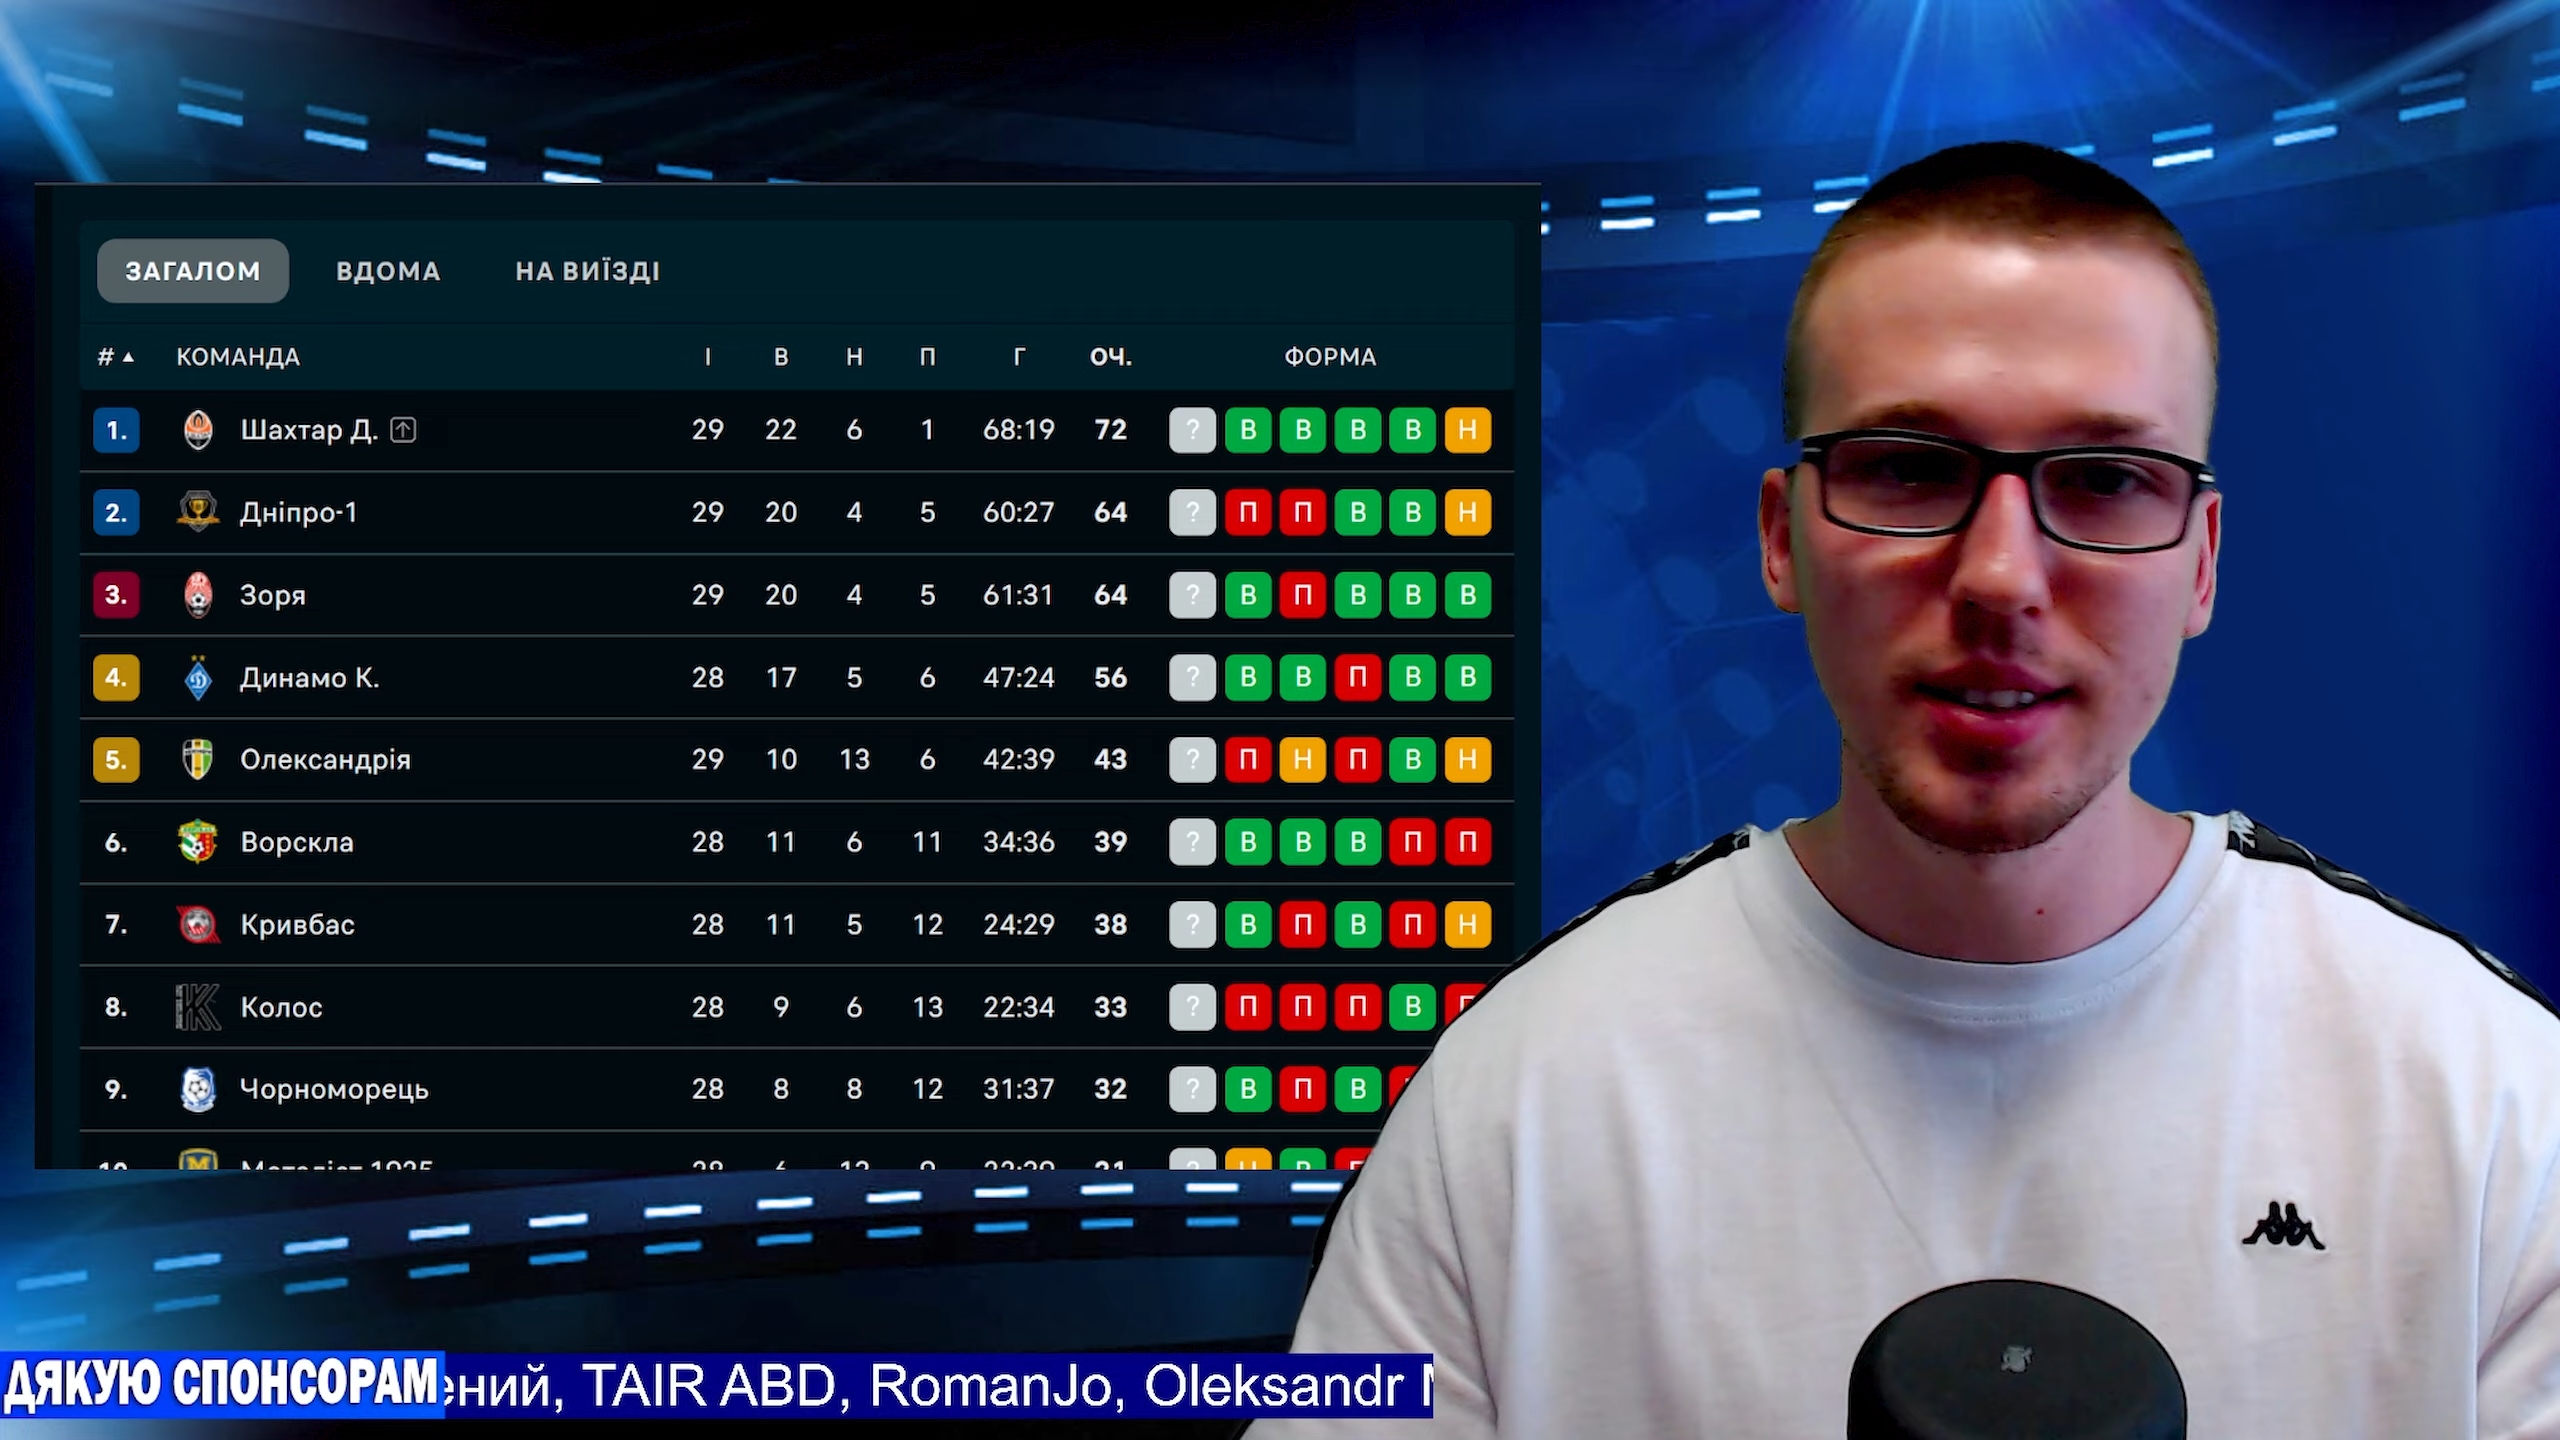 ЗАГАЛОМ ВДОМА НА ВИЇЗДІ
# КОМАНДА І В Н П Г ОЧ. ФОРМА
1. Шахтар Д. 29 22 6 1 68:19 72 ? В В В В Н
2. Дніпро-1 29 20 4 5 60:27 64 ? П П В В Н
3. Зоря 29 20 4 5 61:31 64 ? В П В В В
4. Динамо К. 28 17 5 6 47:24 56 ? В В П В В
5. Олександрія 29 10 13 6 42:39 43 ? П Н П В Н
6. Ворскла 28 11 6 11 34:36 39 ? В В В П П
7. Кривбас 28 11 5 12 24:29 38 ? В П В П Н
8. Колос 28 9 6 13 22:34 33 ? П П П В
9. Чорноморець 28 8 8 12 31:37 32 ? В П В
ДЯКУЮ СПОНСОРАМ ений, TAIR ABD, RomanJo, Oleksandr